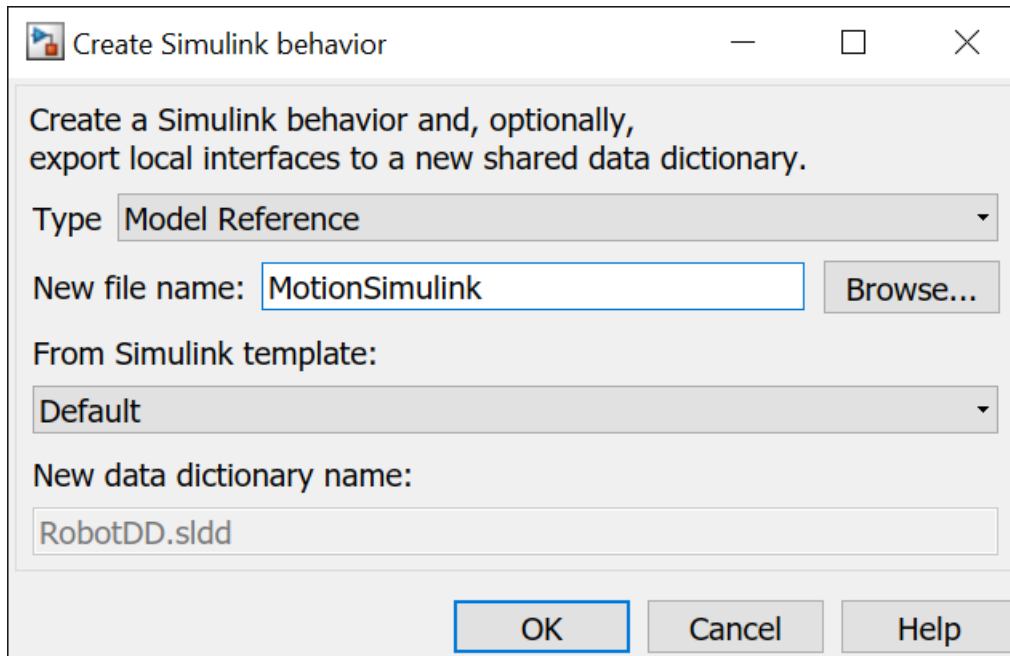 Create Simulink behavior
Create a Simulink behavior and, optionally,
export local interfaces to a new shared data dictionary.
Type Model Reference
New file name: MotionSimulink Browse...
From Simulink template:
Default
New data dictionary name:
RobotDD.sldd
OK Cancel Help